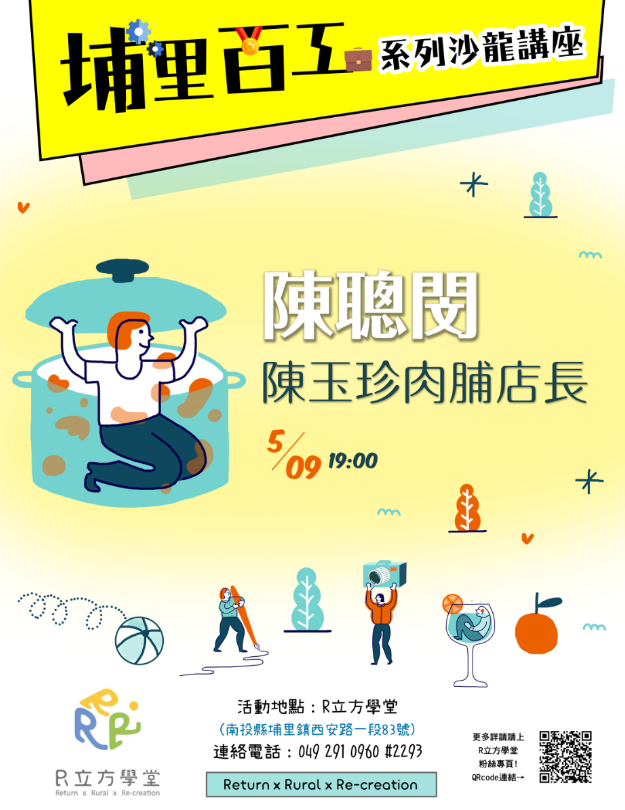 埔里百工 系列沙龍講座
陳聰閔
陳玉珍肉脯店長
5/09 19:00
活動地點：R立方學堂
(南投縣埔里鎮西安路一段83號)
連絡電話：049 291 0960 #2293
Return x Rural x Re-creation
R R R
R立方學堂
Return x Rural x Re-creation
更多詳請請上
R立方學堂
粉絲專頁!
QRcode連結→